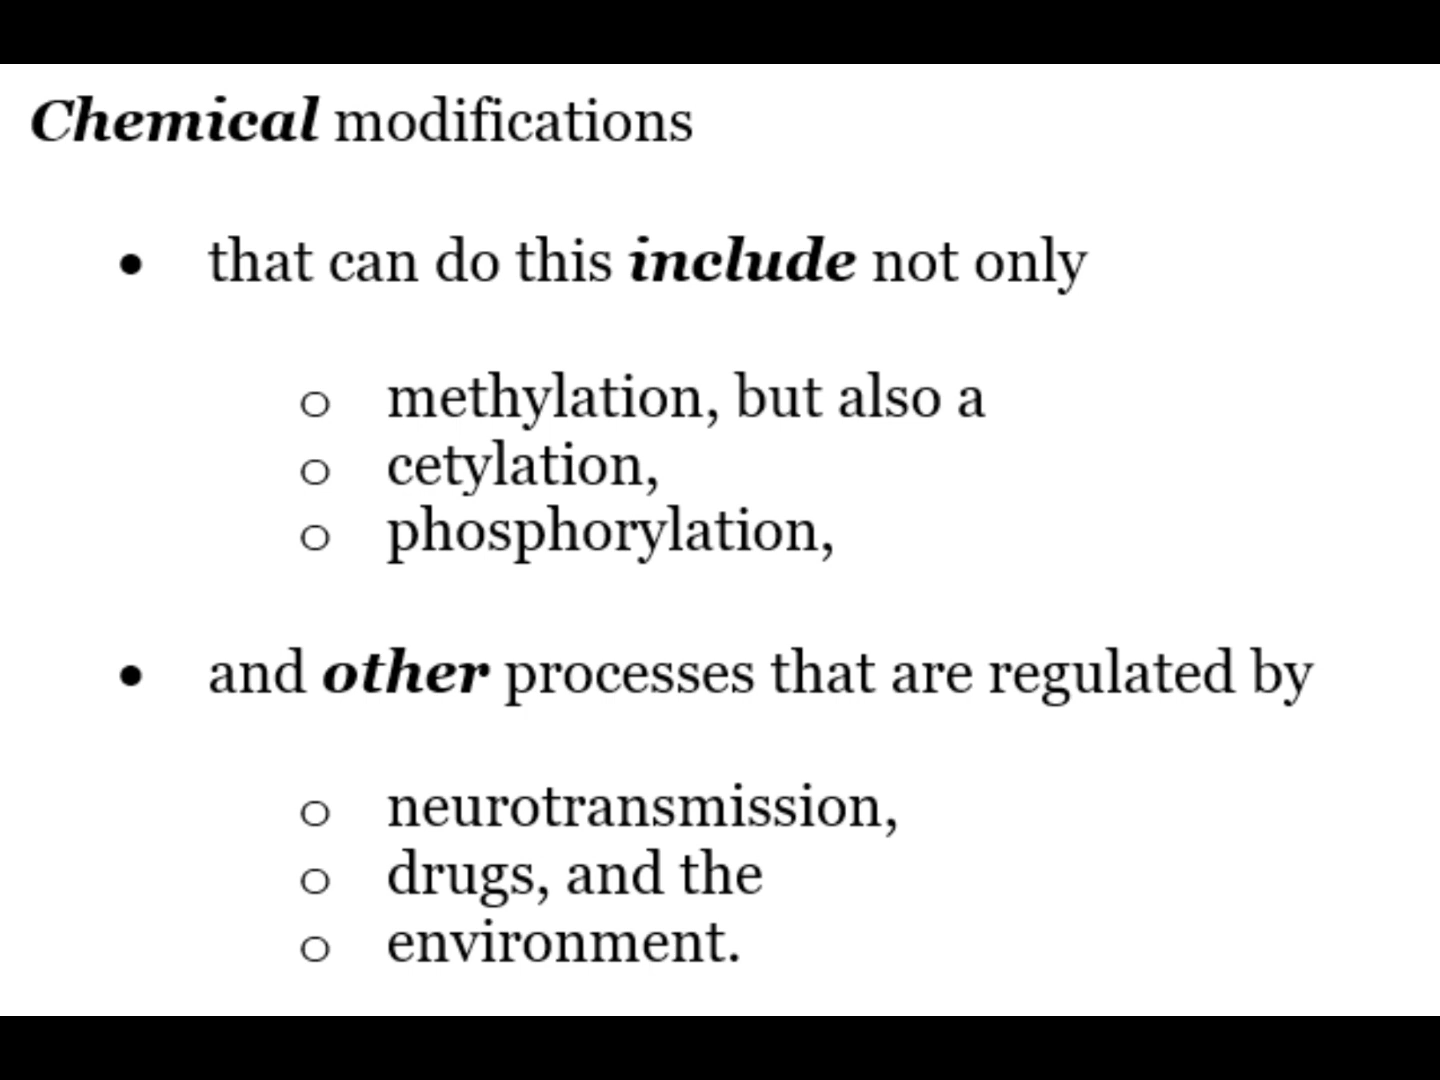 Chemical modifications
• that can do this include not only
o methylation, but also a
o cetylation,
o phosphorylation,
• and other processes that are regulated by
o neurotransmission,
o drugs, and the
o environment.